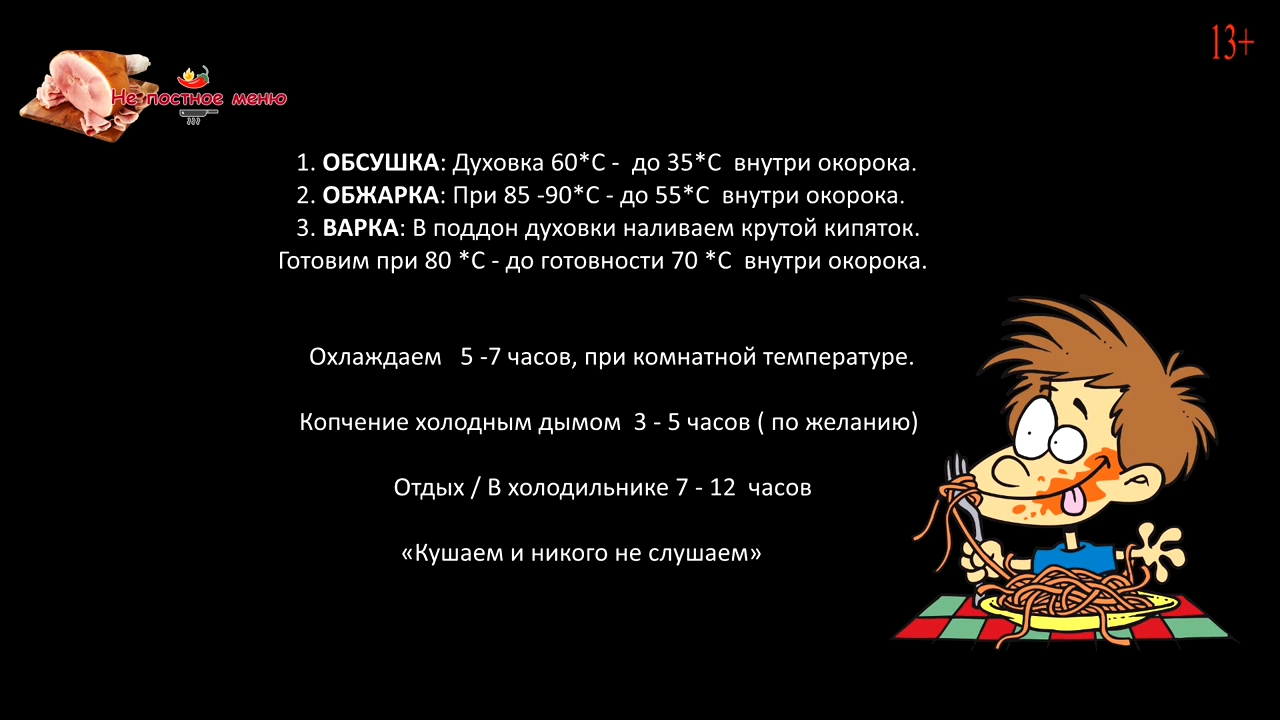 13+
Не постное меню
1. ОБСУШКА: Духовка 60*С - до 35*С внутри окорока.
2. ОБЖАРКА: При 85 -90*С - до 55*С внутри окорока.
3. ВАРКА: В поддон духовки наливаем крутой кипяток.
Готовим при 80 *С - до готовности 70 *С внутри окорока.
Охлаждаем 5 -7 часов, при комнатной температуре.
Копчение холодным дымом 3 - 5 часов ( по желанию)
Отдых / В холодильнике 7 - 12 часов
«Кушаем и никого не слушаем»